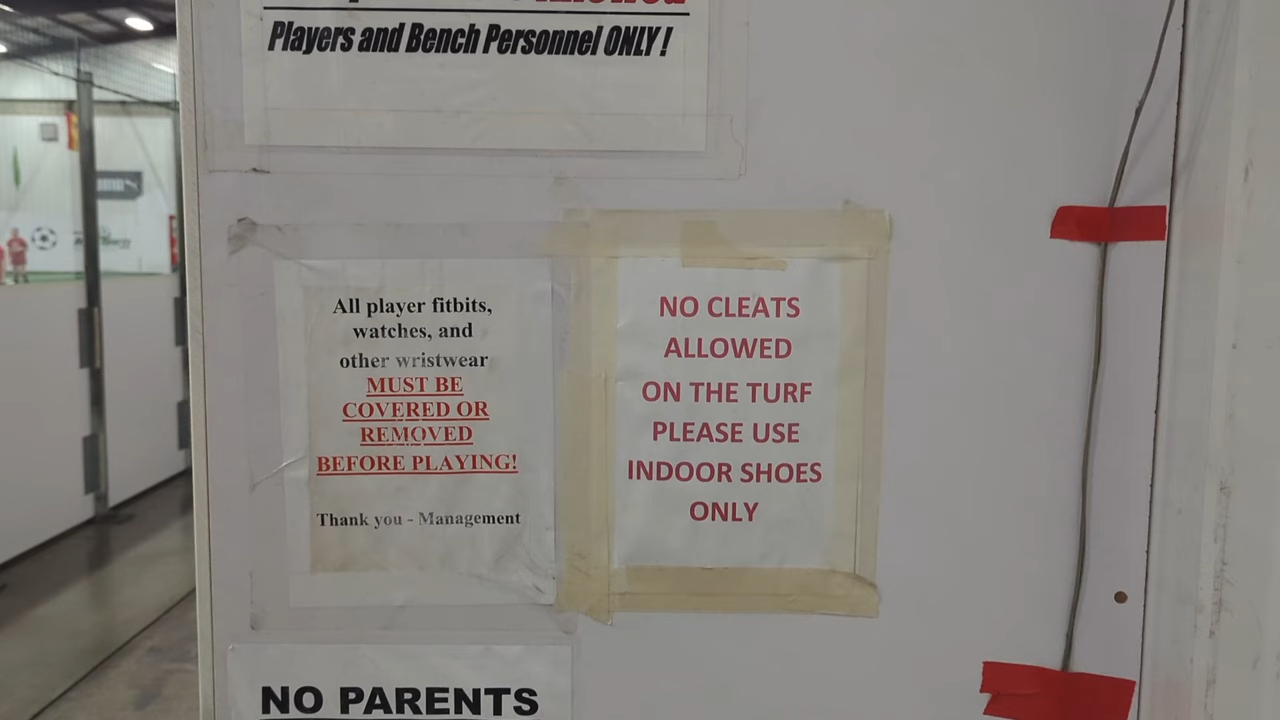 Players and Bench Personnel ONLY!
All player fitbits,
watches, and
other wristwear
MUST BE
COVERED OR
REMOVED
BEFORE PLAYING!
Thank you - Management
NO CLEATS
ALLOWED
ON THE TURF
PLEASE USE
INDOOR SHOES
ONLY
NO PARENTS